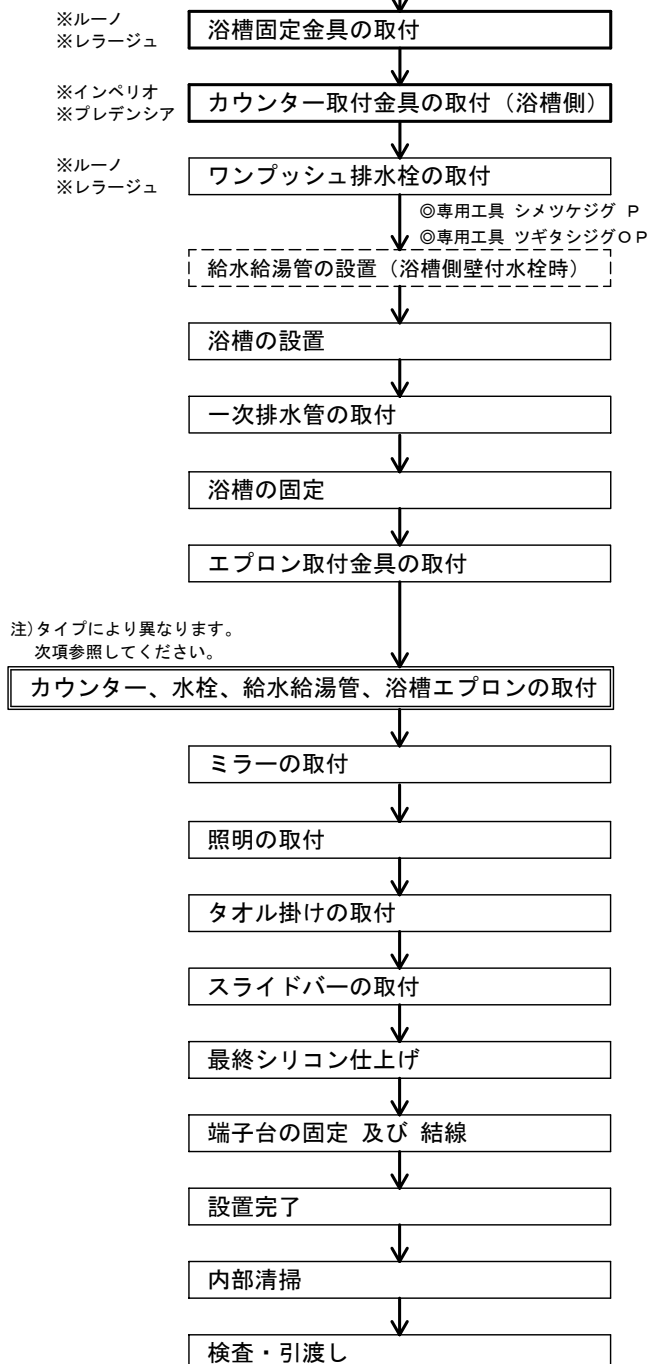 ※ルーノ
※レラージュ
浴槽固定金具の取付
※インペリオ
※プレデンシア
カウンター取付金具の取付（浴槽側）
※ルーノ
※レラージュ
ワンプッシュ排水栓の取付
◎専用工具 シメツケジグ P
◎専用工具 ツギタシジグOP
給水給湯管の設置（浴槽側壁付水栓時）
浴槽の設置
一次排水管の取付
浴槽の固定
エプロン取付金具の取付
注)タイプにより異なります。
次項参照してください。
カウンター、水栓、給水給湯管、浴槽エプロンの取付
ミラーの取付
照明の取付
タオル掛けの取付
スライドバーの取付
最終シリコン仕上げ
端子台の固定 及び 結線
設置完了
内部清掃
検査・引渡し